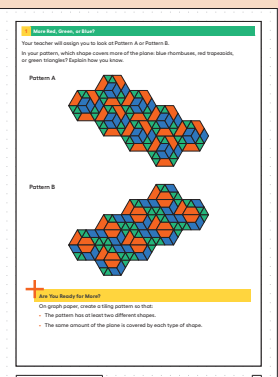 1 More Red, Green, or Blue?
Your teacher will assign you to look at Pattern A or Pattern B.
In your pattern, which shape covers more of the plane: blue rhombuses, red trapezoids,
or green triangles? Explain how you know.
Pattern A
Pattern B
Are You Ready for More?
On graph paper, create a tiling pattern so that:
- The pattern has at least two different shapes.
- The same amount of the plane is covered by each type of shape.